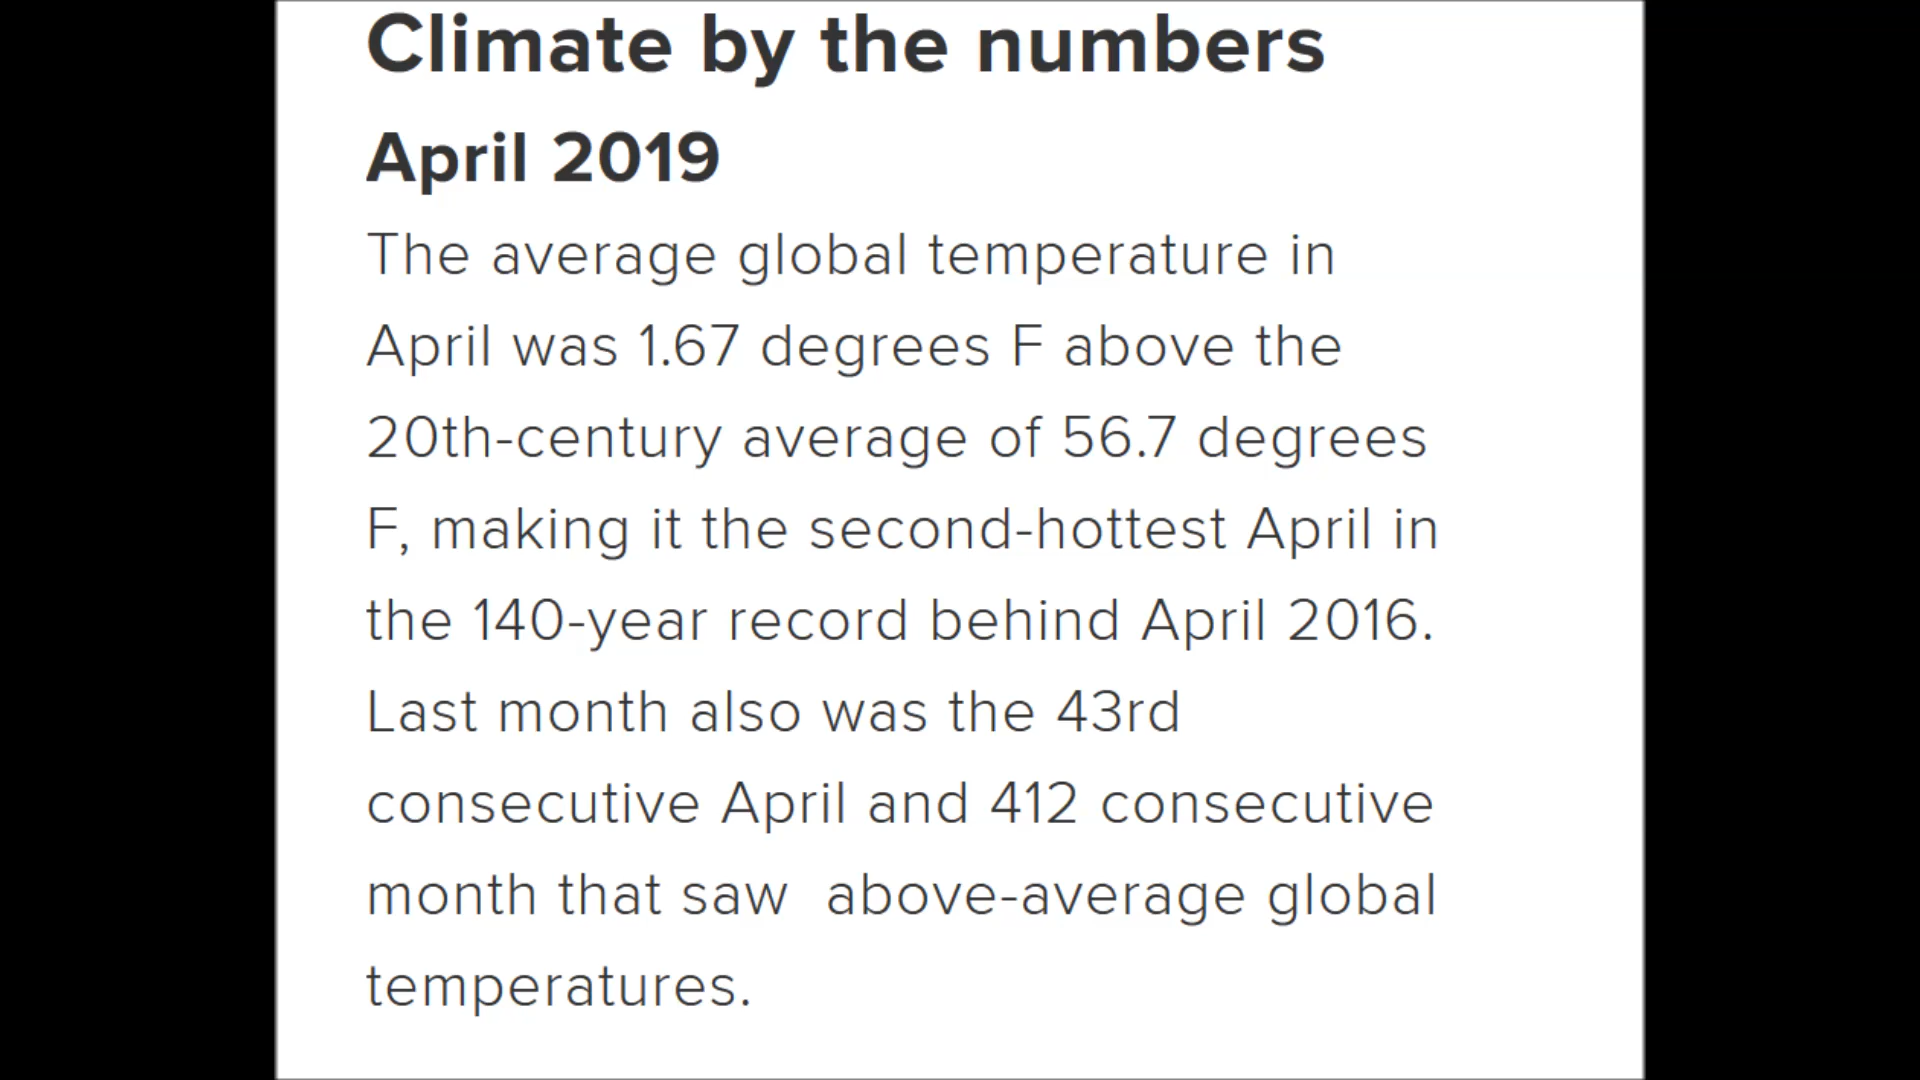 Climate by the numbers
April 2019
The average global temperature in
April was 1.67 degrees F above the
20th-century average of 56.7 degrees
F, making it the second-hottest April in
the 140-year record behind April 2016.
Last month also was the 43rd
consecutive April and 412 consecutive
month that saw  above-average global
temperatures.